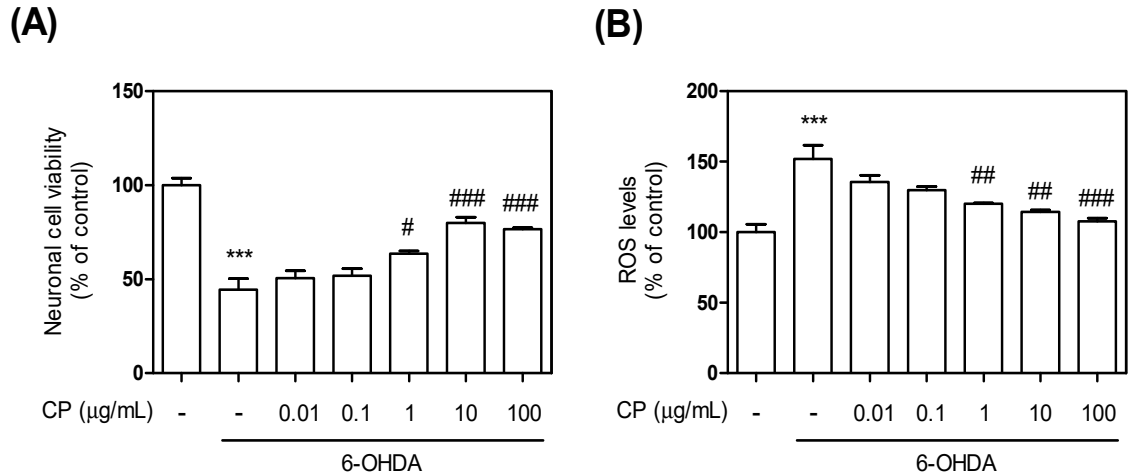 (A)
Neuronal cell viability
(% of control)
150
100
50
0
***
#
###
###
CP (μg/mL) - - 0.01 0.1 1 10 100
6-OHDA
(B)
ROS levels
(% of control)
200
150
100
50
0
***
##
##
###
CP (μg/mL) - - 0.01 0.1 1 10 100
6-OHDA